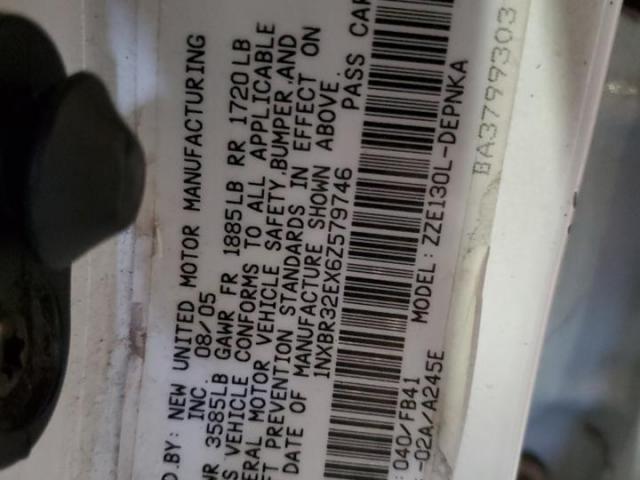 D.BY: NEW UNITED MOTOR MANUFACTURING
INC. 08/05
WR 3585LB GAWR FR 1885LB RR 1720LB
S VEHICLE CONFORMS TO ALL APPLICABLE
ERAL MOTOR VEHICLE SAFETY,BUMPER,AND
FT PREVENTION STANDARDS IN EFFECT ON
DATE OF MANUFACTURE SHOWN ABOVE.
1NXBR32EX6Z579746 PASS CAR
: 040/FB41 MODEL: ZZE130L-DEPNKA
-02A/A245E
BA3799303